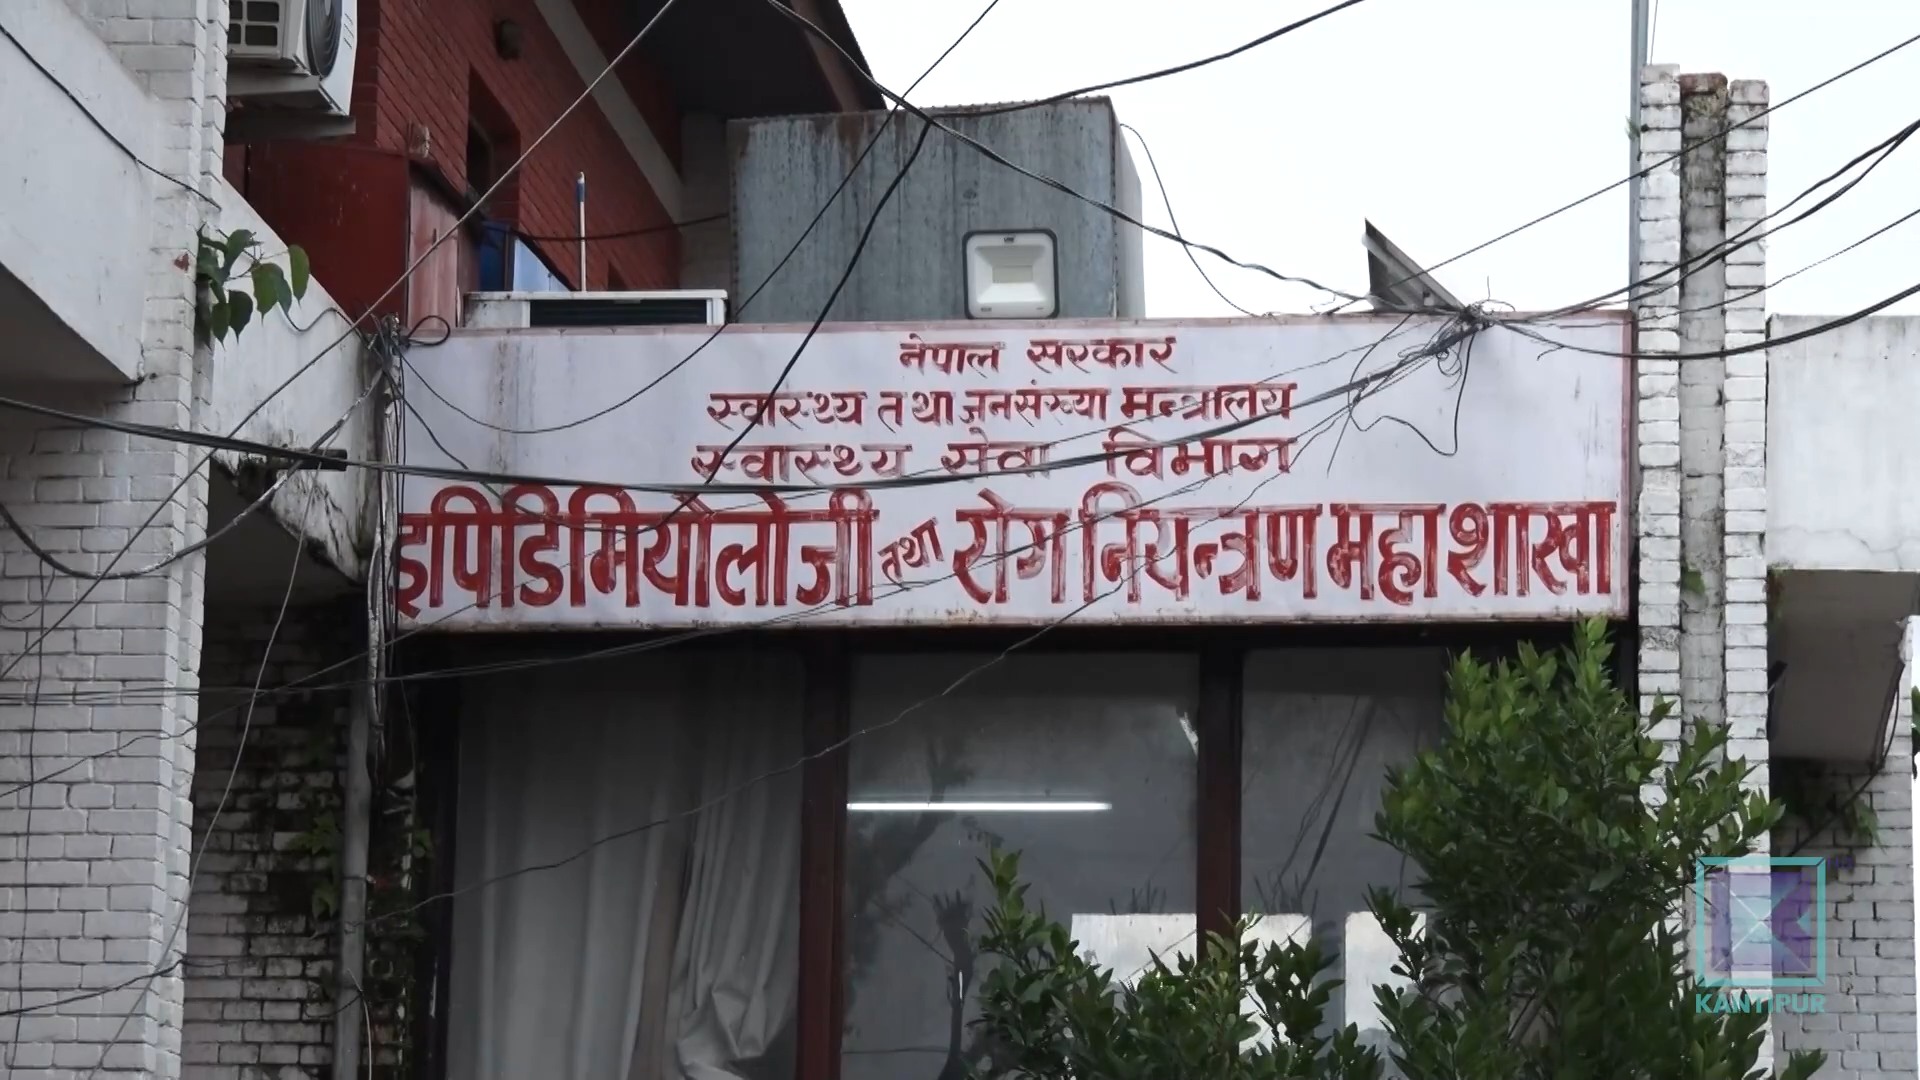 नेपाल सरकार
स्वास्थ्य तथा जनसंख्या मन्त्रालय
स्वास्थ्य सेवा विभाग
इपिडिमियौलोजी तथा रोग नियन्त्रण महाशाखा
KANTIPUR